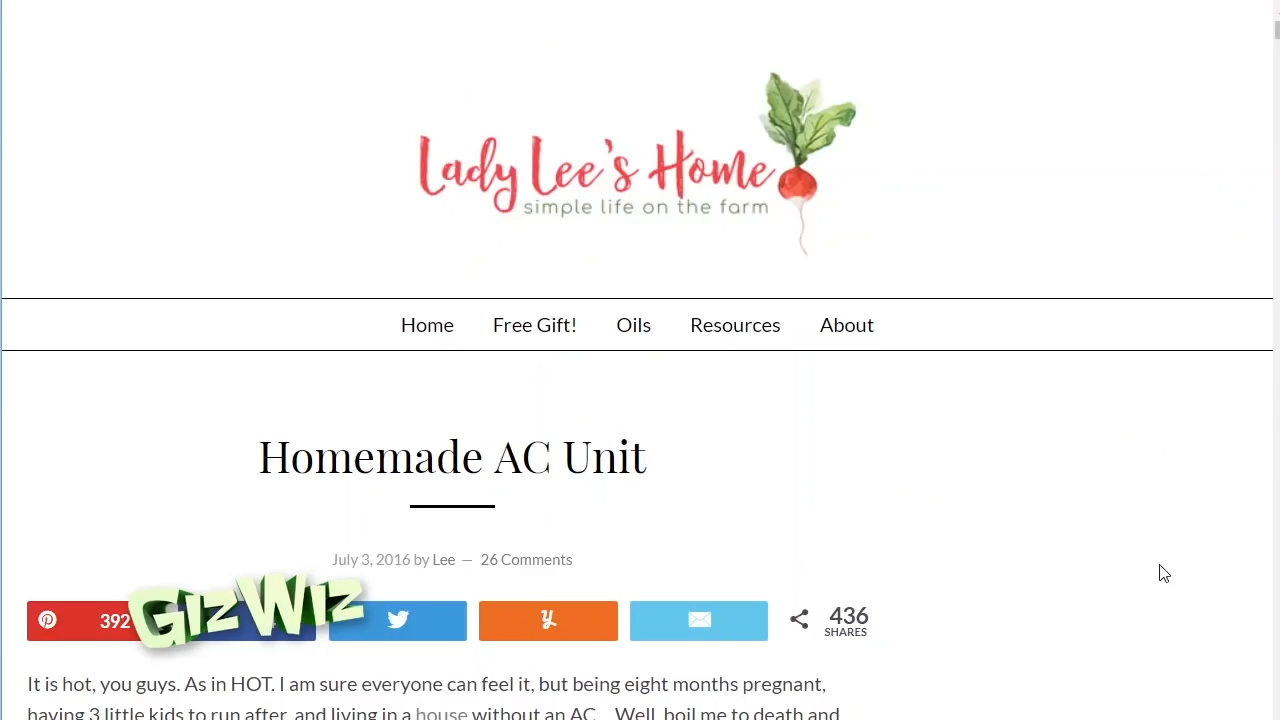 Lady Lee's Home
simple life on the farm
Home Free Gift! Oils Resources About
Homemade AC Unit
July 3, 2016 by Lee — 26 Comments
392 GizWiz 436
SHARES
It is hot, you guys. As in HOT. I am sure everyone can feel it, but being eight months pregnant,
having 3 little kids to run after, and living in a house without an AC... Well, boil me to death and